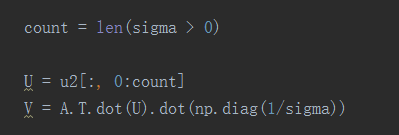 count = len(sigma > 0)
U = u2[:, 0:count]
V = A.T.dot(U).dot(np.diag(1/sigma))